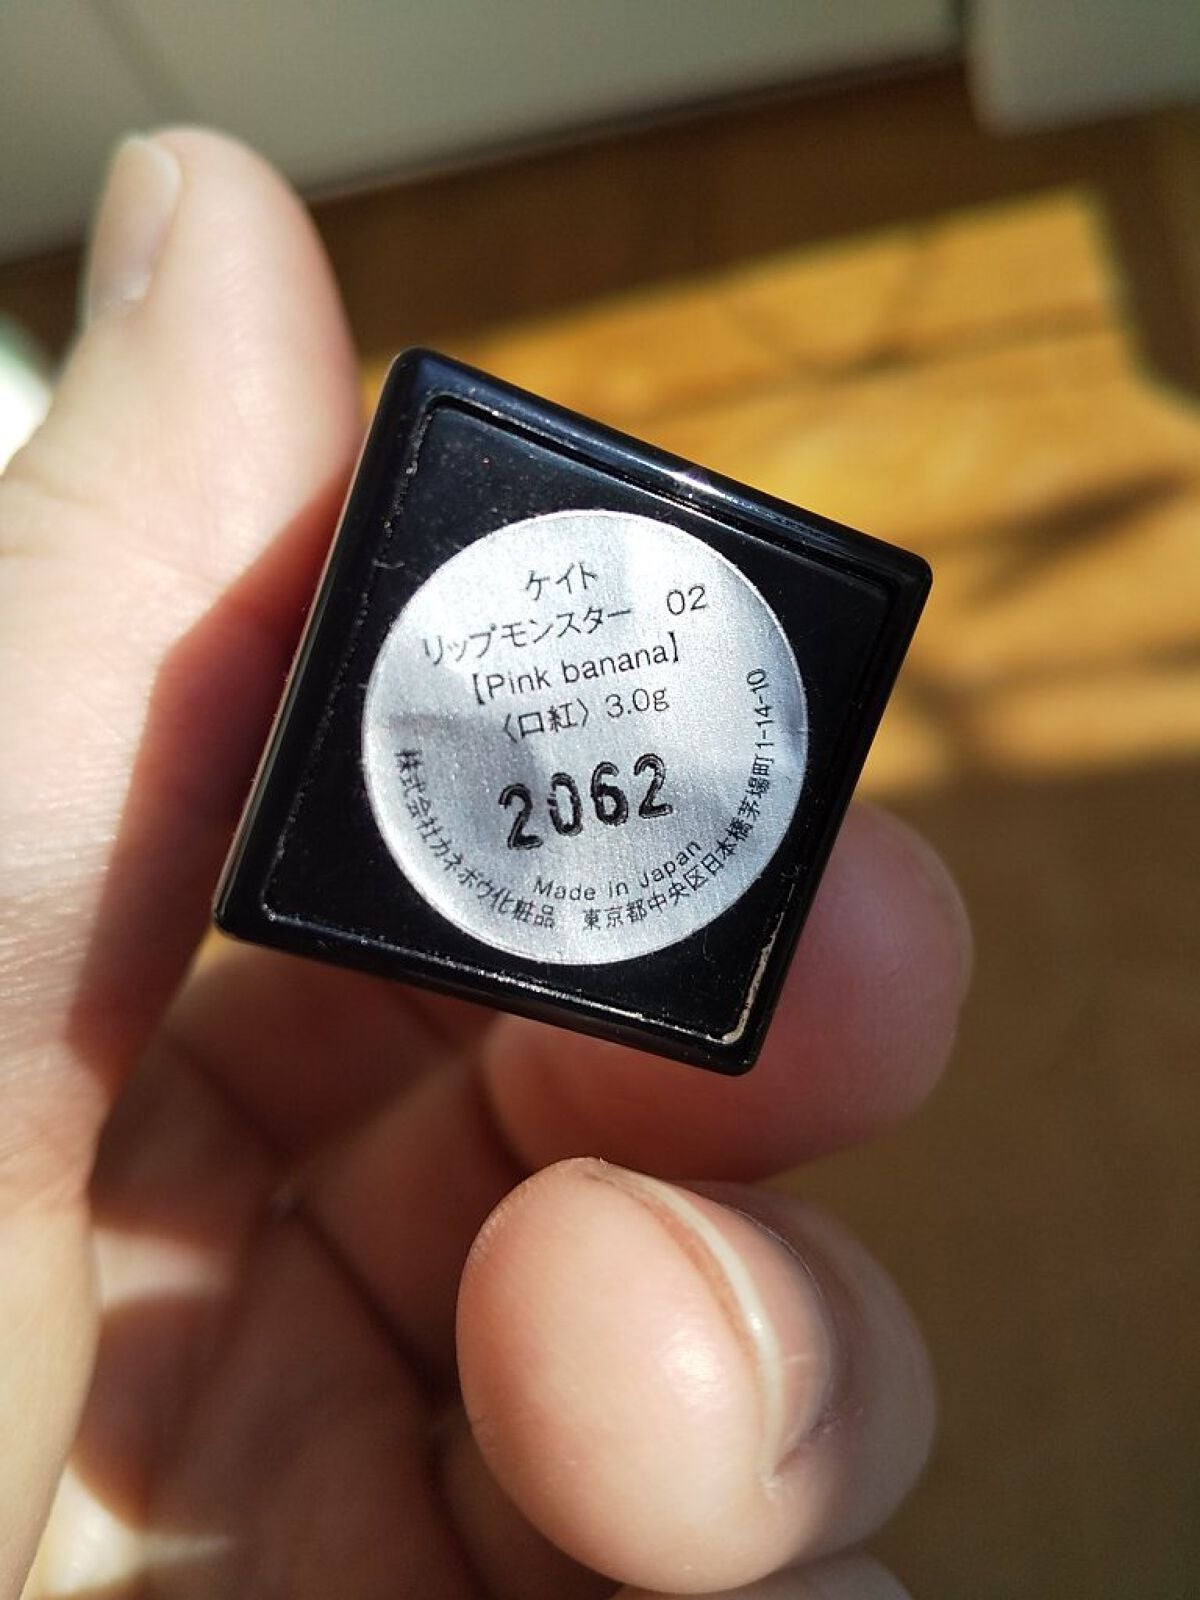 ケイト
リップモンスター 02
【Pink banana】
〈口紅〉3.0g
2062
Made in Japan
株式会社カネボウ化粧品 東京都中央区日本橋茅場町1-14-10